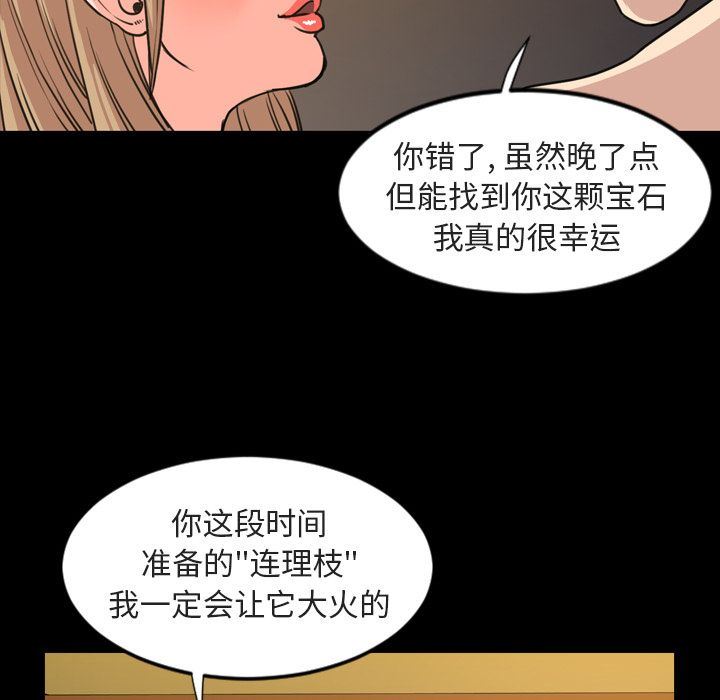 你错了, 虽然晚了点
但能找到你这颗宝石
我真的很幸运
你这段时间
准备的"连理枝"
我一定会让它大火的